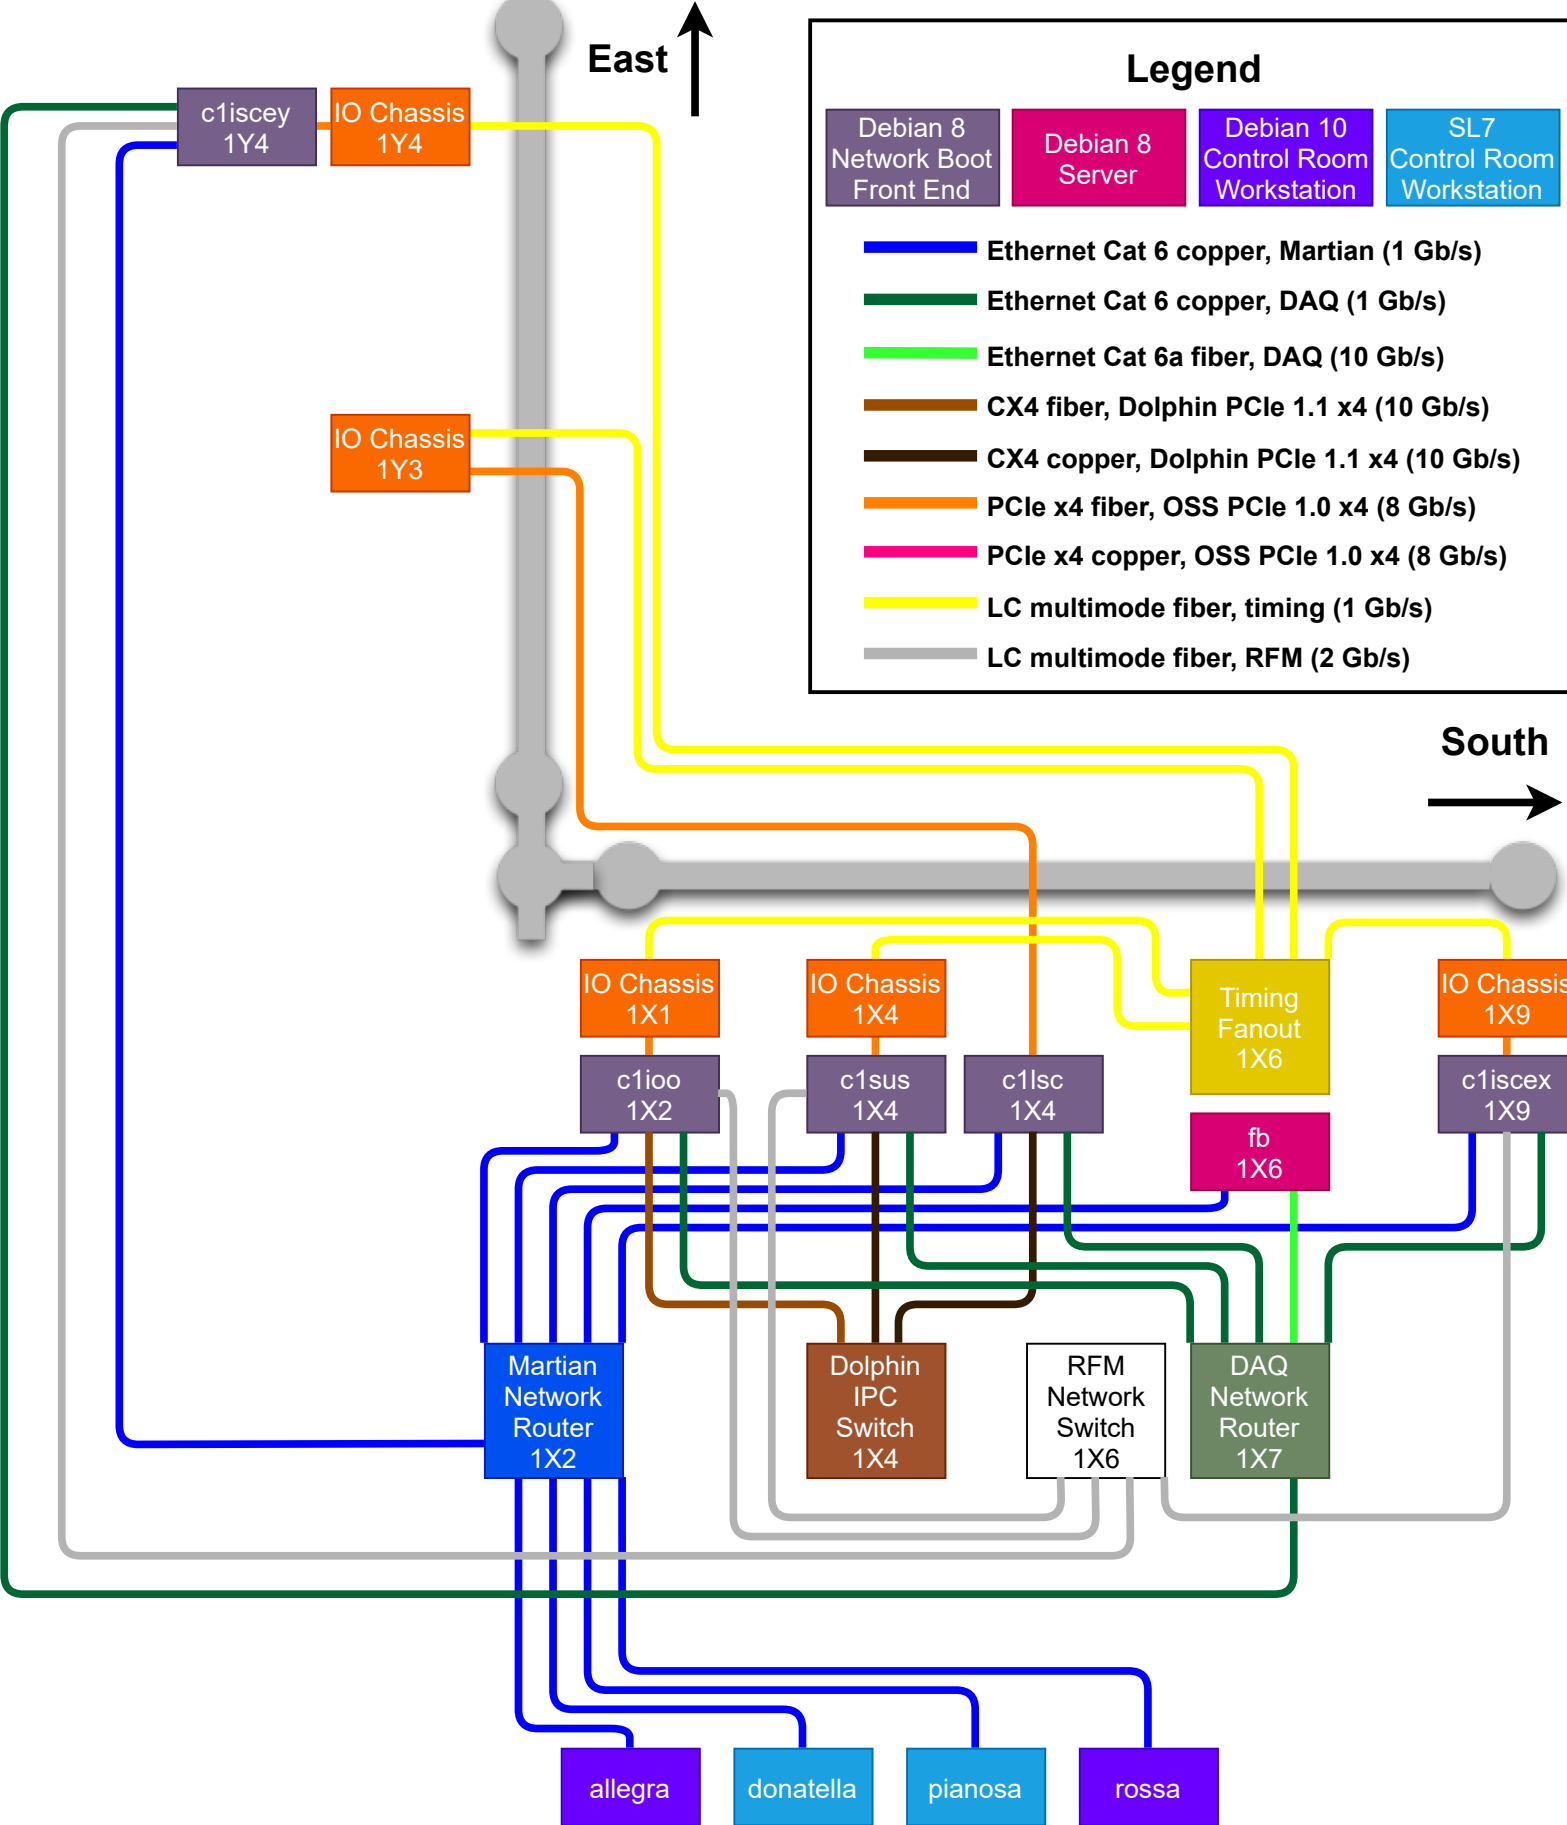 East
Legend
Debian 8
Network Boot
Front End
Debian 8
Server
Debian 10
Control Room
Workstation
SL7
Control Room
Workstation
Ethernet Cat 6 copper, Martian (1 Gb/s)
Ethernet Cat 6 copper, DAQ (1 Gb/s)
Ethernet Cat 6a fiber, DAQ (10 Gb/s)
CX4 fiber, Dolphin PCIe 1.1 x4 (10 Gb/s)
CX4 copper, Dolphin PCIe 1.1 x4 (10 Gb/s)
PCIe x4 fiber, OSS PCIe 1.0 x4 (8 Gb/s)
PCIe x4 copper, OSS PCIe 1.0 x4 (8 Gb/s)
LC multimode fiber, timing (1 Gb/s)
LC multimode fiber, RFM (2 Gb/s)
c1iscey
1Y4
IO Chassis
1Y4
IO Chassis
1Y3
South
IO Chassis
1X1
IO Chassis
1X4
Timing
Fanout
1X6
IO Chassis
1X9
c1ioo
1X2
c1sus
1X4
c1lsc
1X4
c1iscex
1X9
fb
1X6
Martian
Network
Router
1X2
Dolphin
IPC
Switch
1X4
RFM
Network
Switch
1X6
DAQ
Network
Router
1X7
allegra
donatella
pianosa
rossa